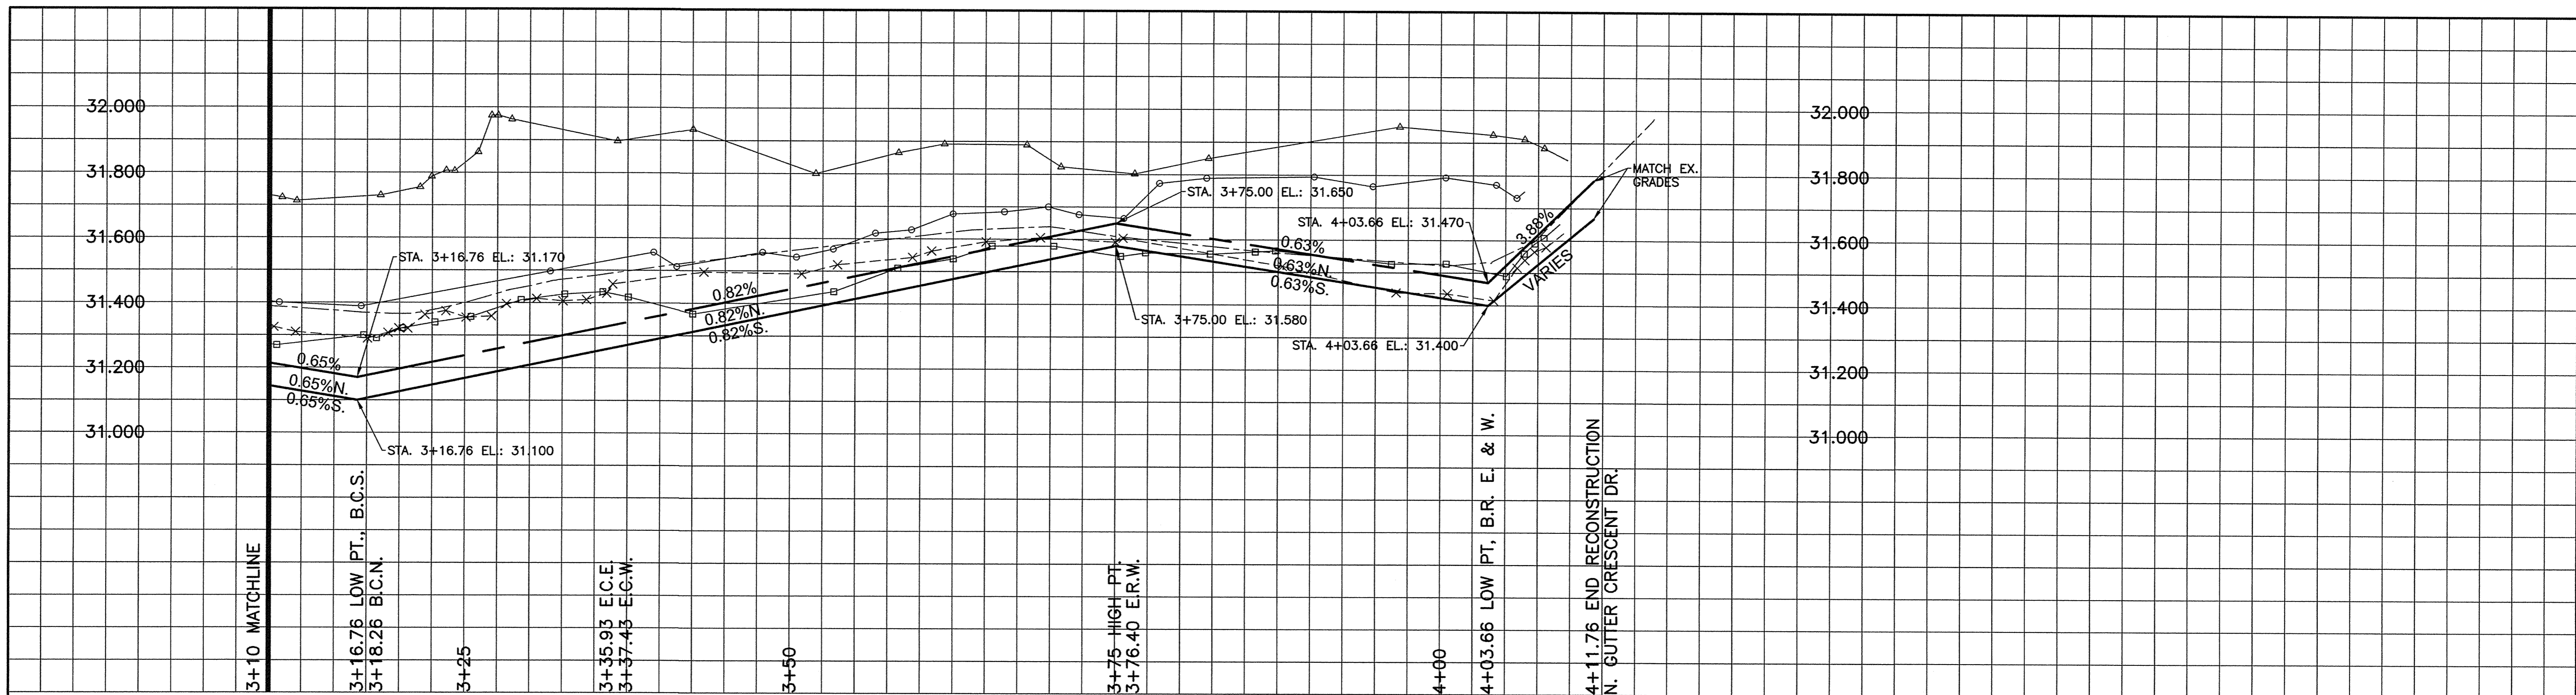 32.000
31.800
31.600
31.400
31.200
31.000
32.000
31.800
31.600
31.400
31.200
31.000
STA. 3+16.76 EL.: 31.170
0.65%
0.65%N.
0.65%S.
STA. 3+16.76 EL.: 31.100
0.82%
0.82%N.
0.82%S.
STA. 3+75.00 EL.: 31.650
STA. 3+75.00 EL.: 31.580
STA. 4+03.66 EL.: 31.470
0.63%
0.63%N.
0.63%S.
STA. 4+03.66 EL.: 31.400
3.88%
VARIES
MATCH EX.
GRADES
3+10 MATCHLINE
3+16.76 LOW PT., B.C.S.
3+18.26 B.C.N.
3+25
3+35.93 E.C.E.
3+37.43 E.C.W.
3+50
3+75 HIGH PT.
3+76.40 E.R.W.
4+00
4+03.66 LOW PT, B.R. E. & W.
4+11.76 END RECONSTRUCTION
N. GUTTER CRESCENT DR.